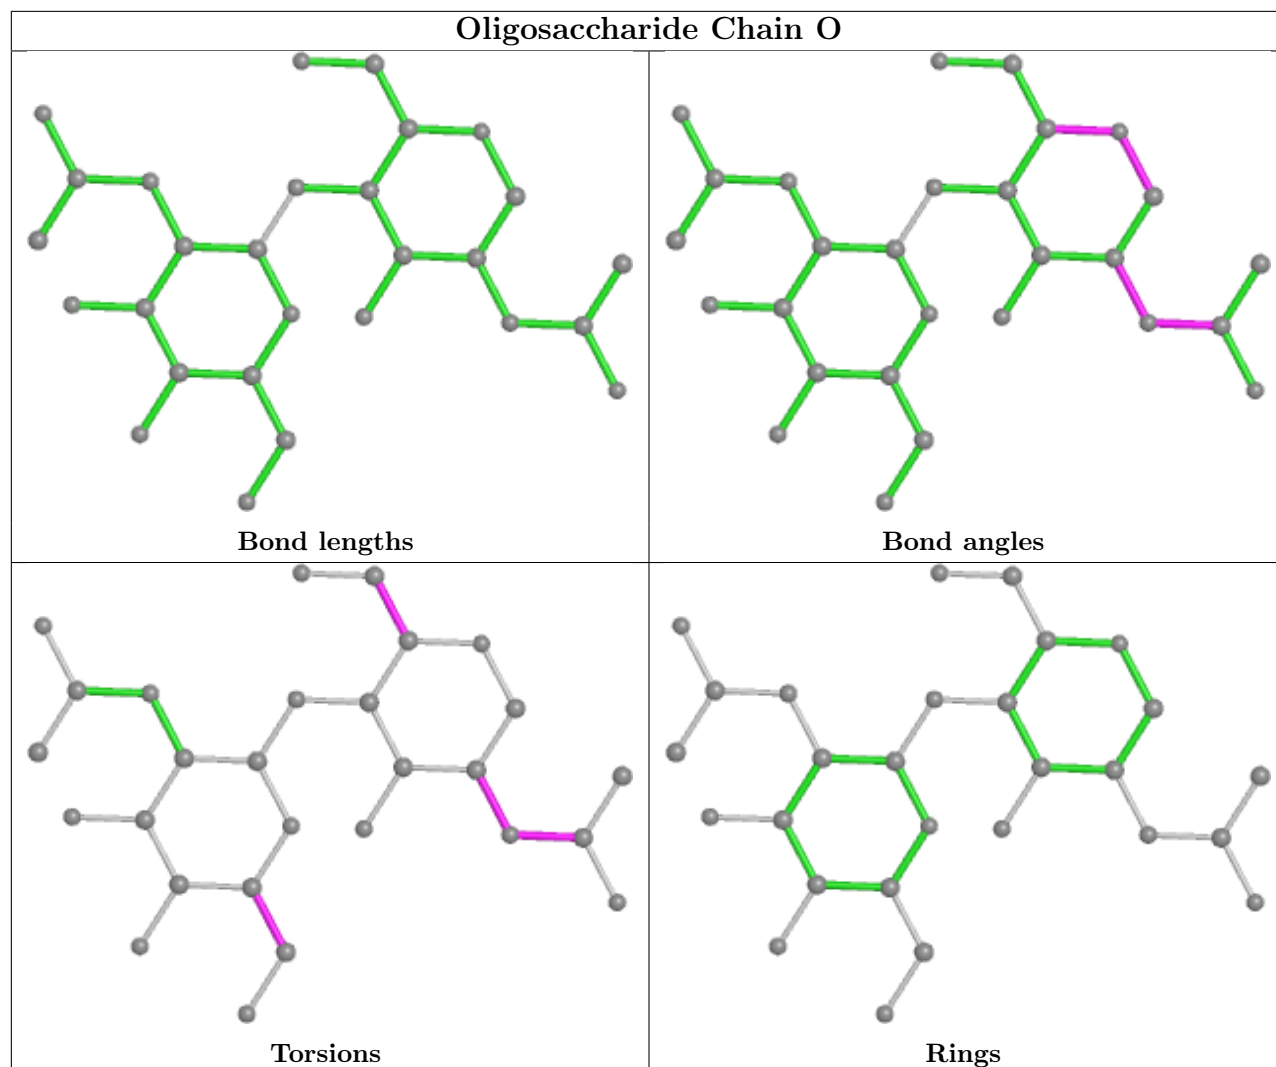 Oligosaccharide Chain O
Bond lengths
Bond angles
Torsions
Rings